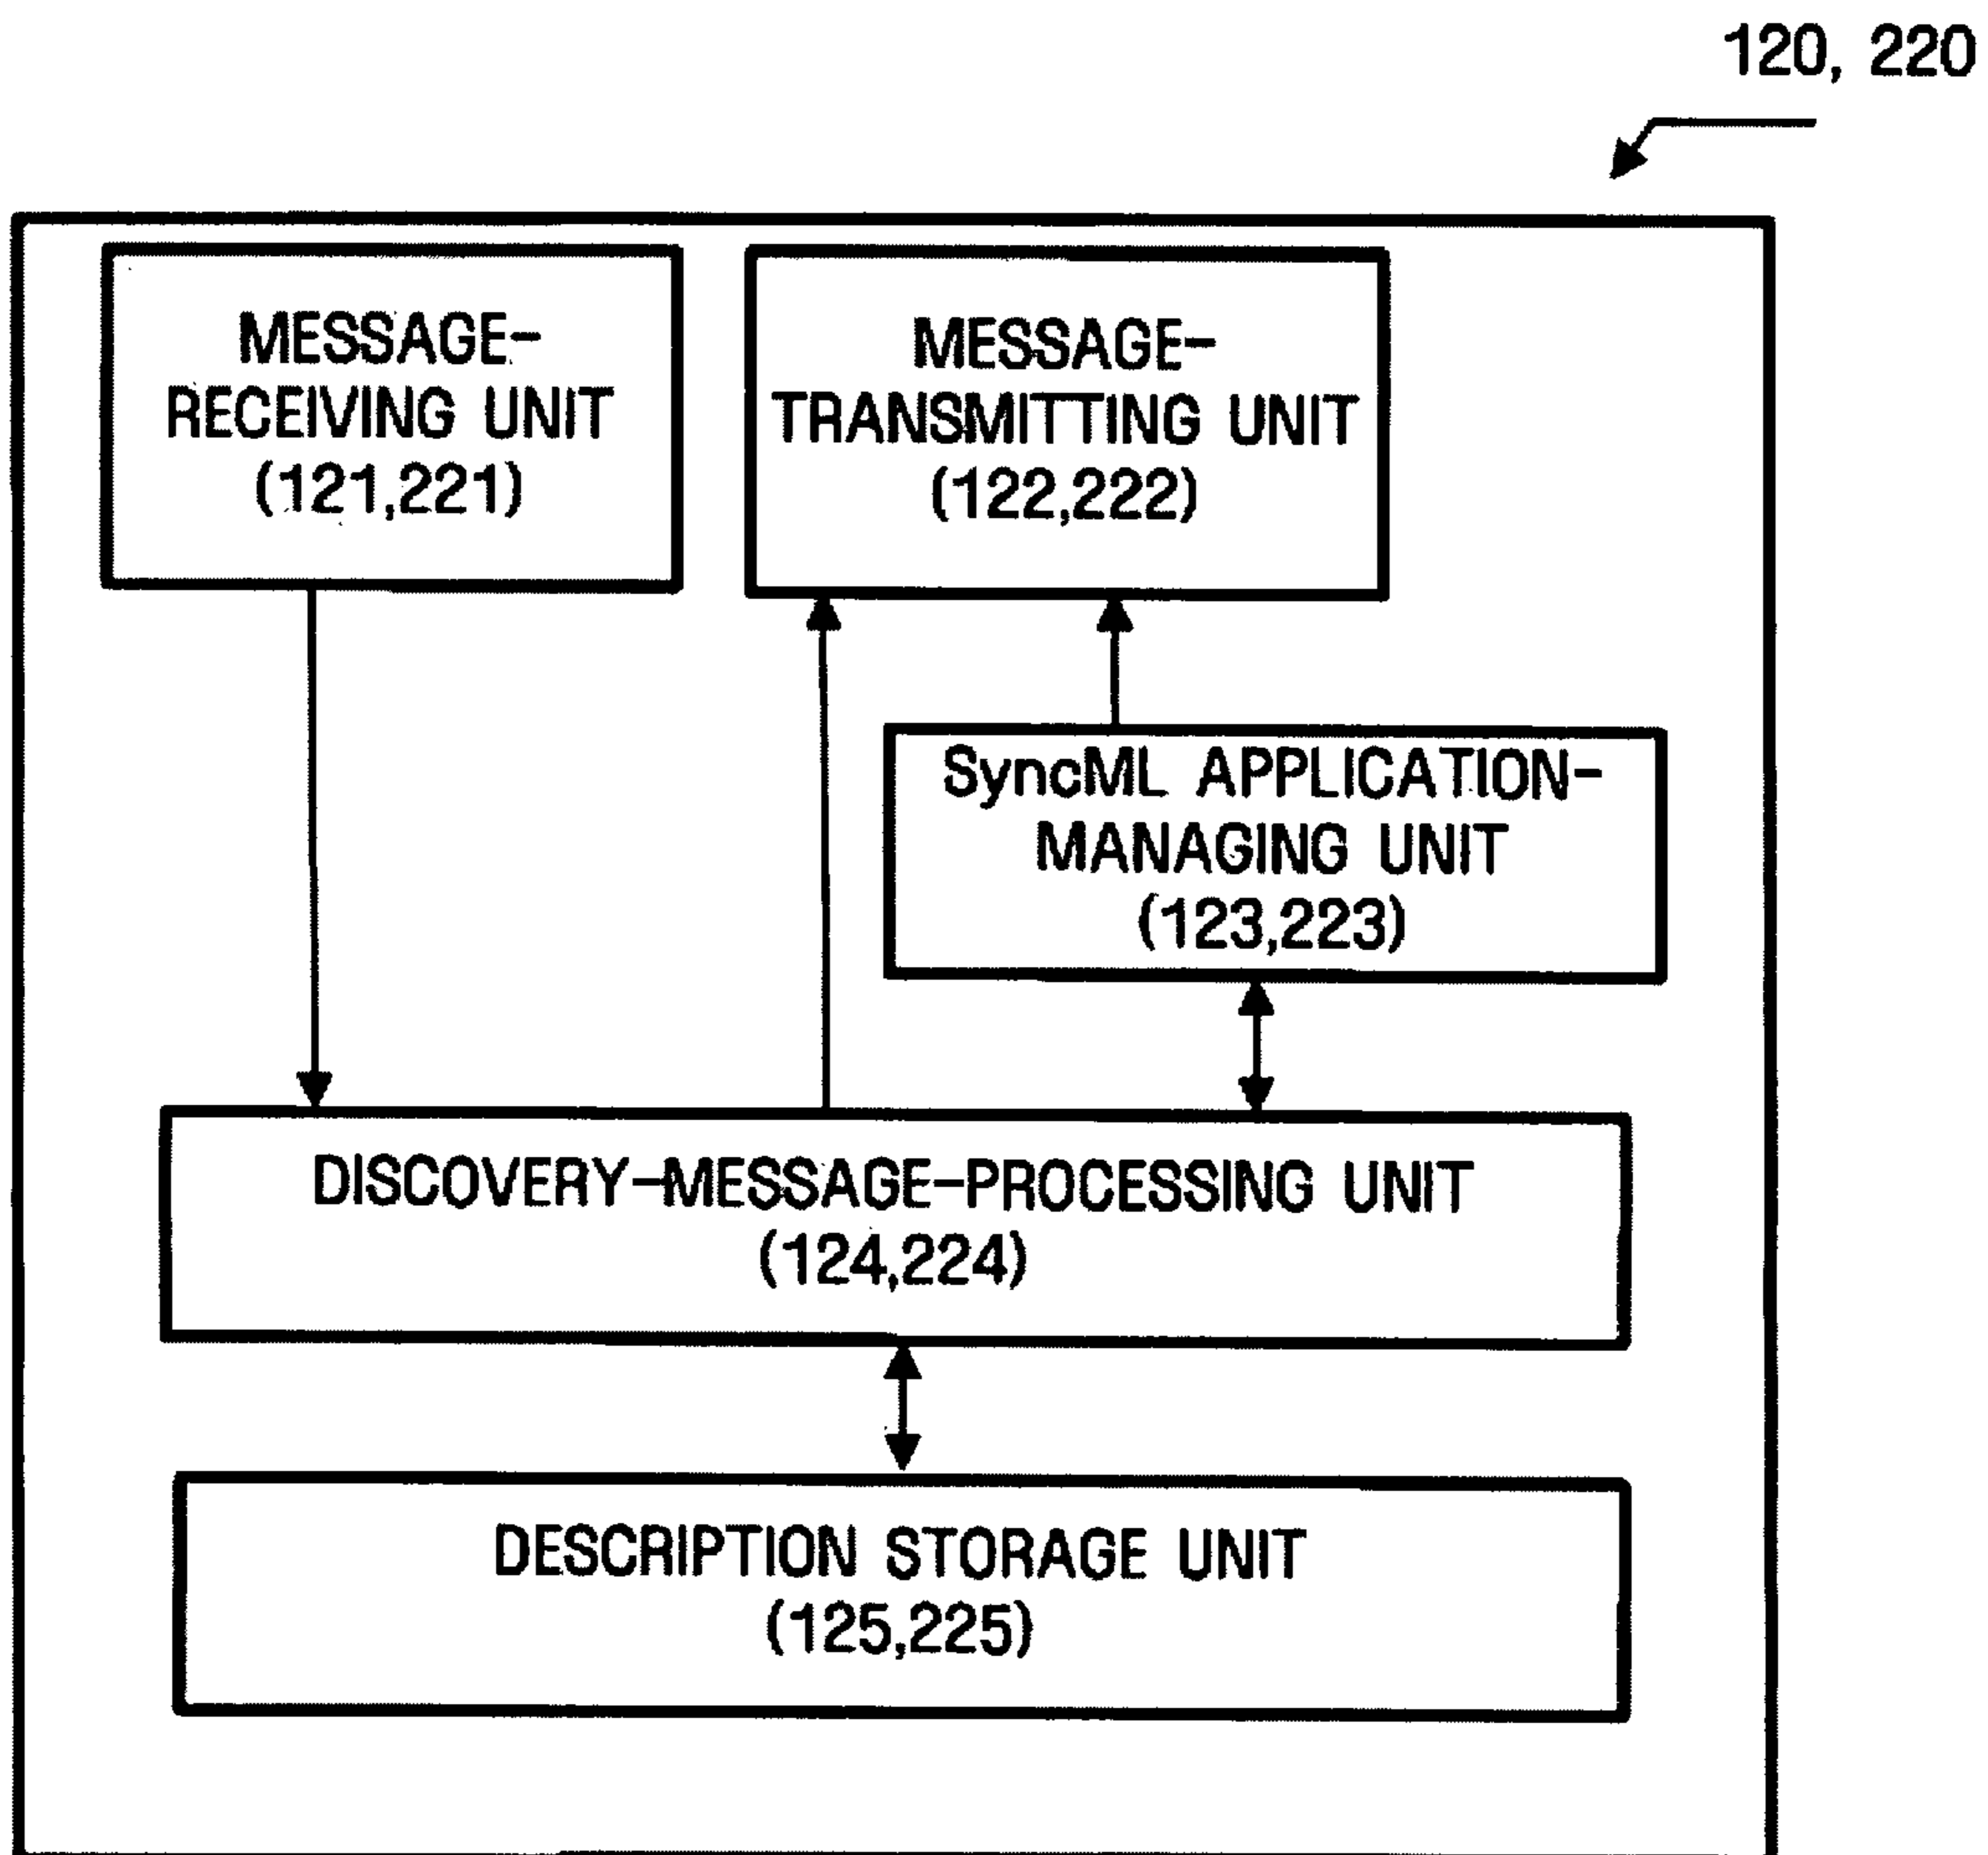 120, 220
MESSAGE-
RECEIVING UNIT
(121,221)
MESSAGE-
TRANSMITTING UNIT
(122,222)
SyncML APPLICATION-
MANAGING UNIT
(123,223)
DISCOVERY-MESSAGE-PROCESSING UNIT
(124,224)
DESCRIPTION STORAGE UNIT
(125,225)